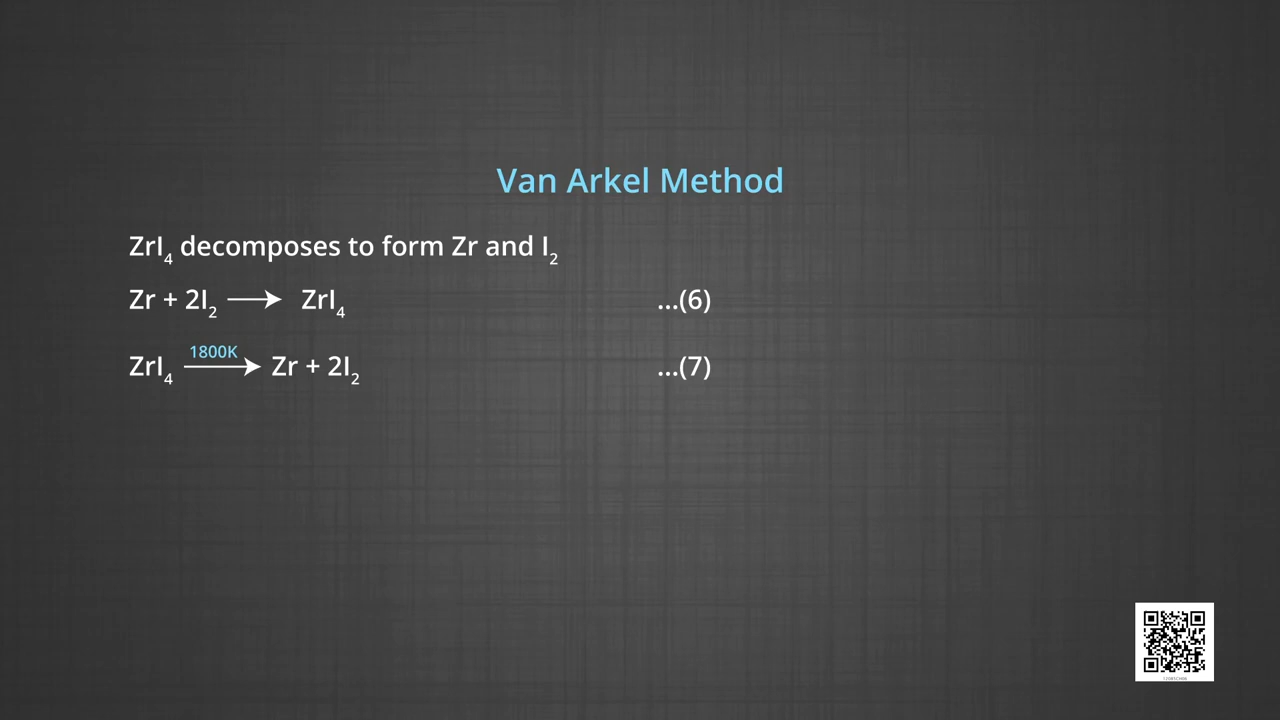 Van Arkel Method
ZrI₄ decomposes to form Zr and I₂
Zr + 2I₂ ⟶ ZrI₄ ...(6)
1800K
ZrI₄ ⟶ Zr + 2I₂ ...(7)